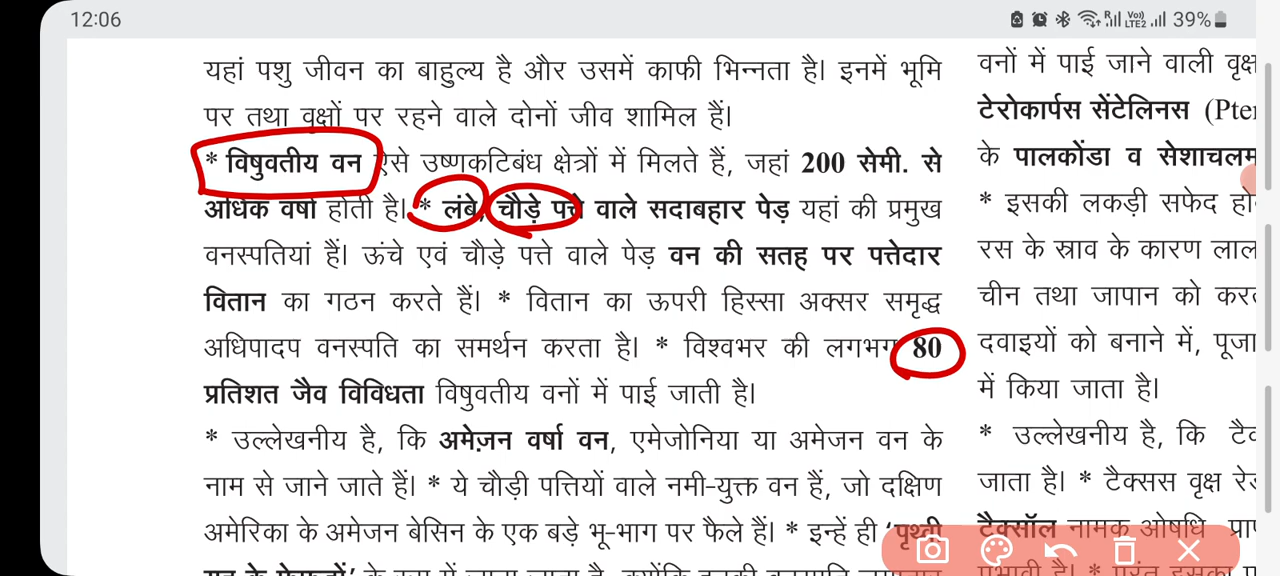 12:06
39%
यहां पशु जीवन का बाहुल्य है और उसमें काफी भिन्नता है। इनमें भूमि
पर तथा वृक्षों पर रहने वाले दोनों जीव शामिल हैं।
* विषुवतीय वन ऐसे उष्णकटिबंध क्षेत्रों में मिलते हैं, जहां 200 सेमी. से
अधिक वर्षा होती है। * लंबे, चौड़े पत्ते वाले सदाबहार पेड़ यहां की प्रमुख
वनस्पतियां हैं। ऊंचे एवं चौड़े पत्ते वाले पेड़ वन की सतह पर पत्तेदार
वितान का गठन करते हैं। * वितान का ऊपरी हिस्सा अक्सर समृद्ध
अधिपादप वनस्पति का समर्थन करता है। * विश्वभर की लगभग 80
प्रतिशत जैव विविधता विषुवतीय वनों में पाई जाती है।
* उल्लेखनीय है, कि अमेज़न वर्षा वन, एमेजोनिया या अमेजन वन के
नाम से जाने जाते हैं। * ये चौड़ी पत्तियों वाले नमी-युक्त वन हैं, जो दक्षिण
अमेरिका के अमेजन बेसिन के एक बड़े भू-भाग पर फैले हैं। * इन्हें ही 'पृथ्वी
वनों में पाई जाने वाली वृक्ष
टेरोकार्पस सेंटेलिनस (Pter
के पालकोंडा व सेशाचलम
* इसकी लकड़ी सफेद हो
रस के स्राव के कारण लाल
चीन तथा जापान को कर
दवाइयों को बनाने में, पूजा
में किया जाता है।
* उल्लेखनीय है, कि टै
जाता है। * टैक्सस वृक्ष रे
टैक्सॉल नामक ओषधि प्रा